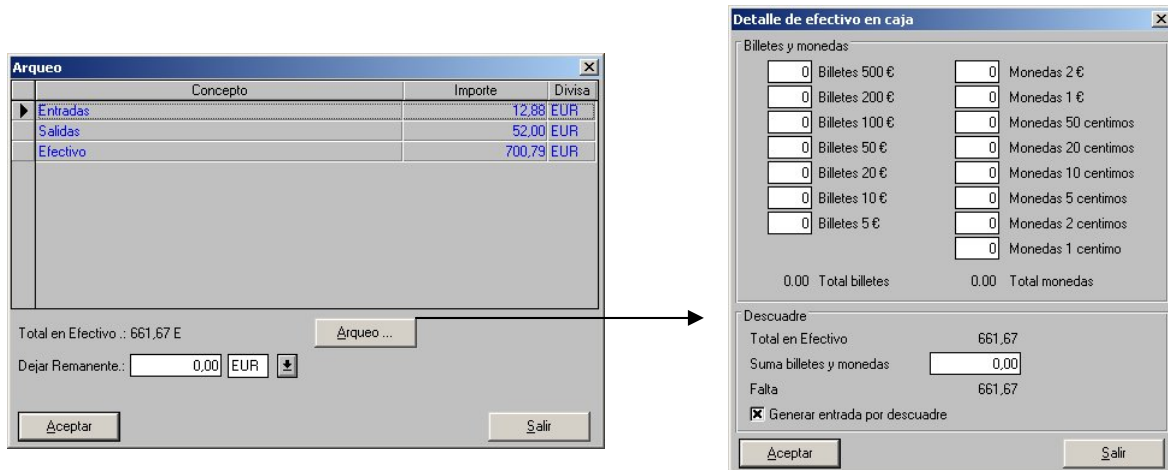 Arqueo
Concepto Importe Divisa
Entradas 12,88 EUR
Salidas 52,00 EUR
Efectivo 700,79 EUR
Total en Efectivo .: 661,67 E
Arqueo ...
Dejar Remanente.: 0,00 EUR
Aceptar Salir
Detalle de efectivo en caja
Billetes y monedas
0 Billetes 500 € 0 Monedas 2 €
0 Billetes 200 € 0 Monedas 1 €
0 Billetes 100 € 0 Monedas 50 centimos
0 Billetes 50 € 0 Monedas 20 centimos
0 Billetes 20 € 0 Monedas 10 centimos
0 Billetes 10 € 0 Monedas 5 centimos
0 Billetes 5 € 0 Monedas 2 centimos
0 Monedas 1 centimo
0.00 Total billetes 0.00 Total monedas
Descuadre
Total en Efectivo 661,67
Suma billetes y monedas 0,00
Falta 661,67
Generar entrada por descuadre
Aceptar Salir